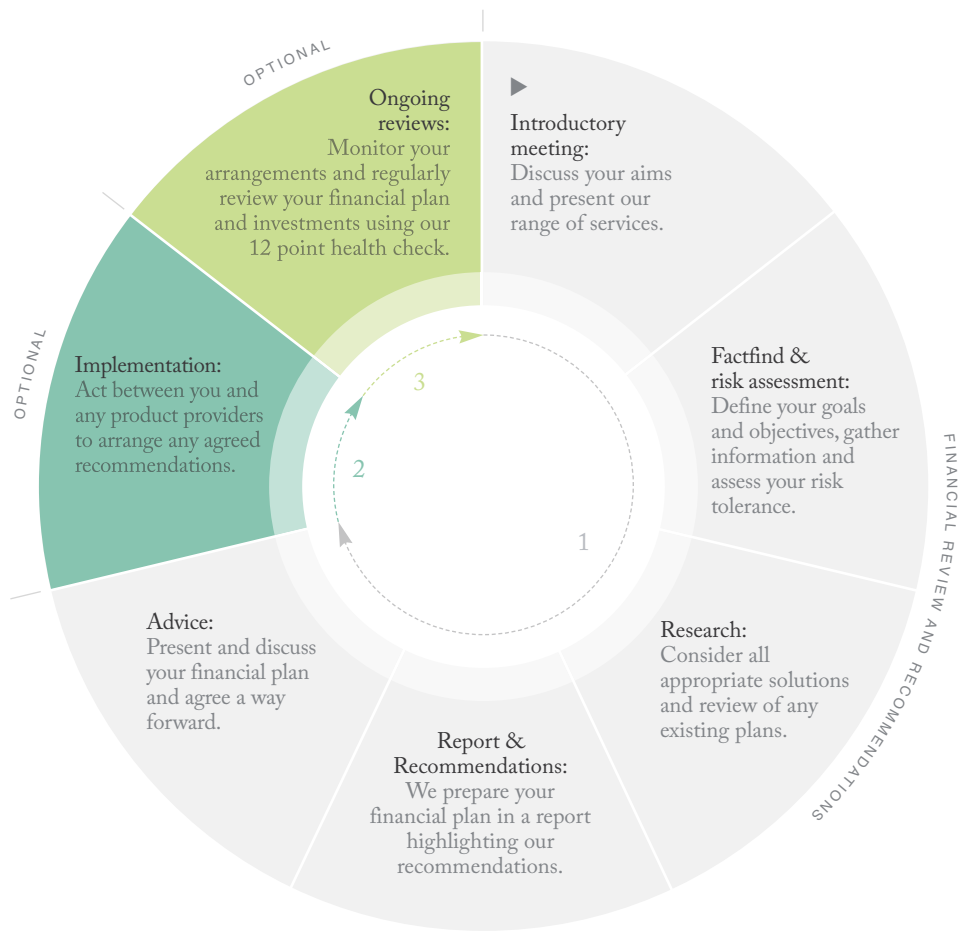 Introductory
meeting:
Discuss your aims
and present our
range of services.
Factfind &
risk assessment:
Define your goals
and objectives, gather
information and
assess your risk
tolerance.
FINANCIAL REVIEW AND RECOMMENDATIONS
Research:
Consider all
appropriate solutions
and review of any
existing plans.
Report &
Recommendations:
We prepare your
financial plan in a report
highlighting our
recommendations.
Advice:
Present and discuss
your financial plan
and agree a way
forward.
OPTIONAL
Implementation:
Act between you and
any product providers
to arrange any agreed
recommendations.
OPTIONAL
Ongoing
reviews:
Monitor your
arrangements and regularly
review your financial plan
and investments using our
12 point health check.
1
2
3